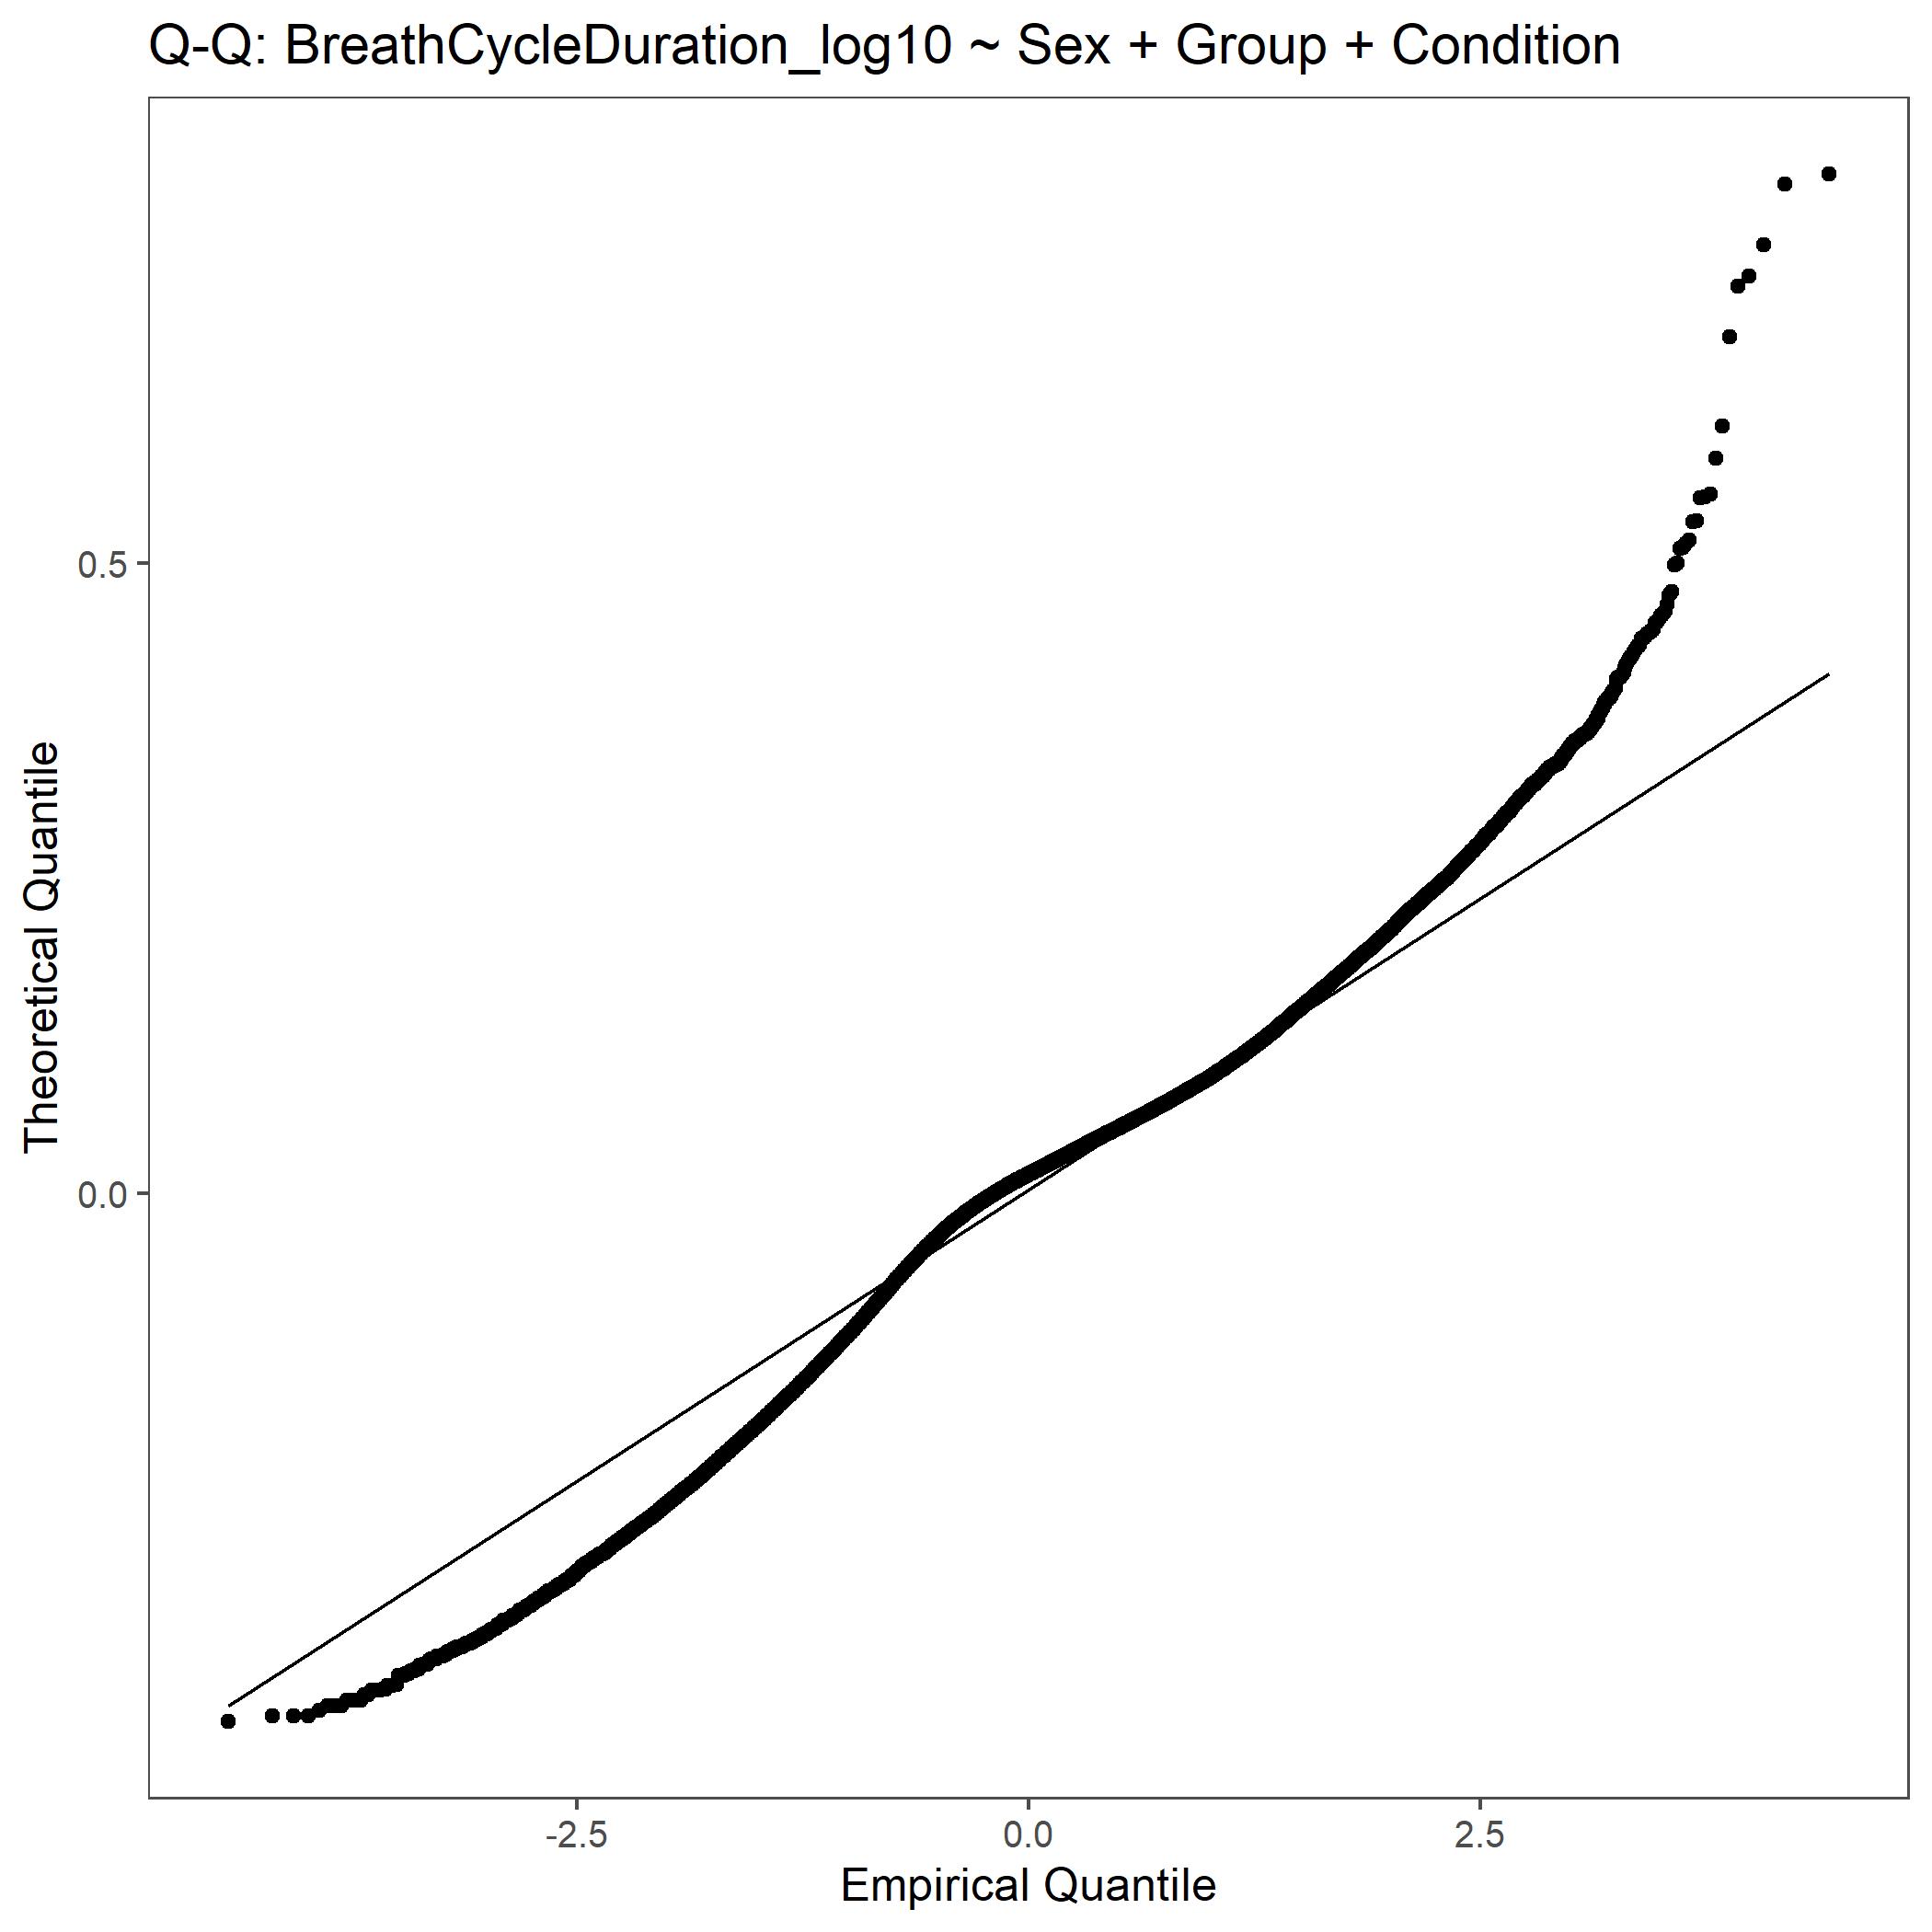 Q-Q: BreathCycleDuration_log10 ~ Sex + Group + Condition
Theoretical Quantile
0.5
0.0
-2.5
0.0
2.5
Empirical Quantile